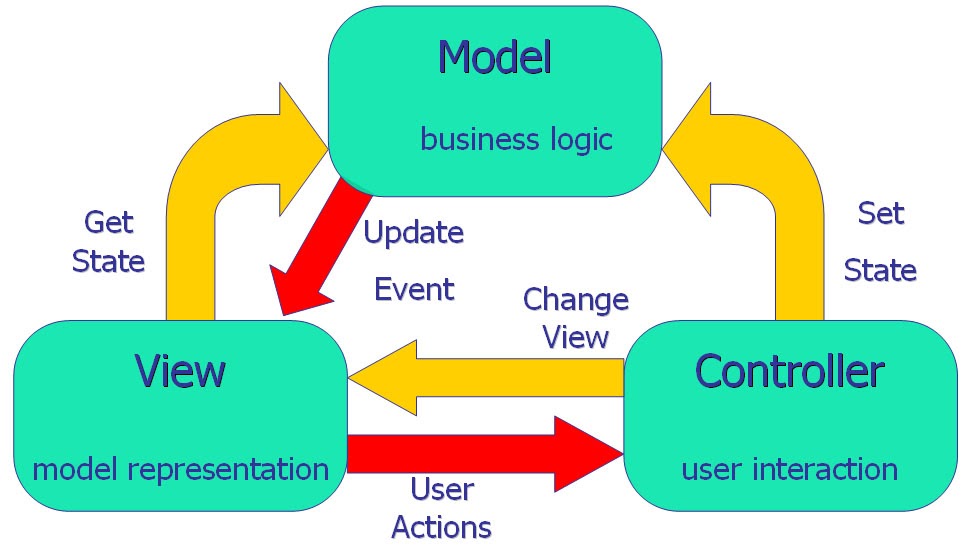 Model
business logic
Get
State
Update
Event
Set
State
Change
View
View
model representation
Controller
user interaction
User
Actions